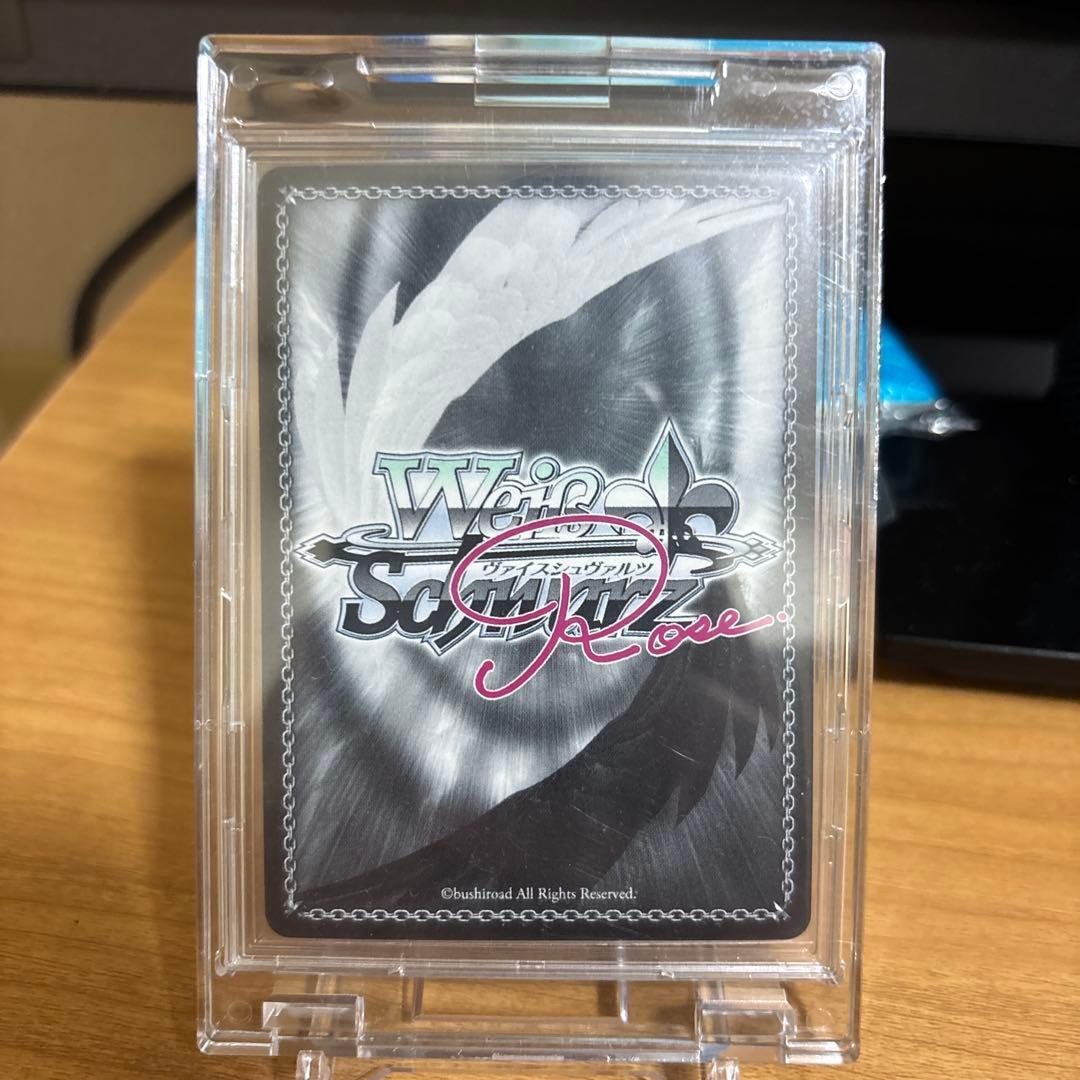 Weiß
ヴァイスシュヴァルツ
Schwarz
Rose.
©bushiroad All Rights Reserved.